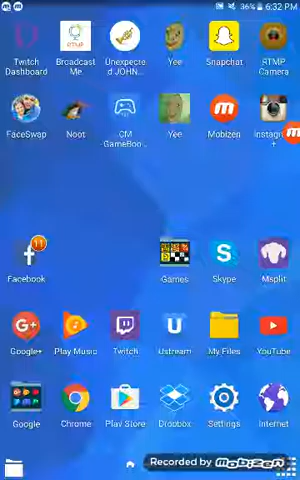 36% 6:32 PM
Twitch Dashboard
Broadcast Me
Unexpected JOHN...
Yee
Snapchat
RTMP Camera
FaceSwap
Noot
CM GameBoo...
Yee
Mobizen
Instagram+
11
Facebook
Games
Skype
Msplit
Google+
Play Music
Twitch
Ustream
My Files
YouTube
Google
Chrome
Play Store
Dropbox
Settings
Internet
Recorded by Mobizen